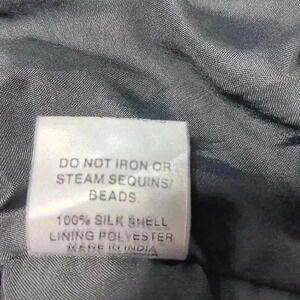 DO NOT IRON OR
STEAM SEQUINS/
BEADS.
100% SILK SHELL
LINING POLYESTER
MADE IN INDIA